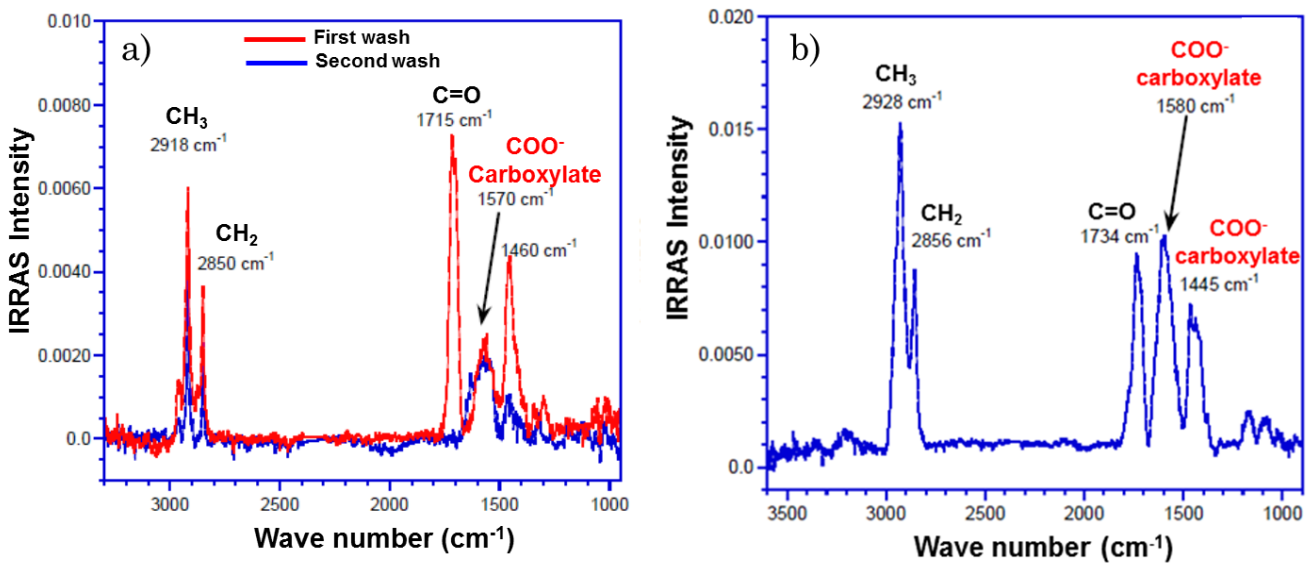 a)
First wash
Second wash
0.010
0.0080
0.0060
0.0040
0.0020
0.0
IRRAS Intensity
CH3
2918 cm-1
CH2
2850 cm-1
C=O
1715 cm-1
COO-
Carboxylate
1570 cm-1
1460 cm-1
3000
2500
2000
1500
1000
Wave number (cm-1)
b)
0.020
0.015
0.0100
0.0050
0.0
IRRAS Intensity
CH3
2928 cm-1
CH2
2856 cm-1
C=O
1734 cm-1
COO-
carboxylate
1580 cm-1
COO-
carboxylate
1445 cm-1
3500
3000
2500
2000
1500
1000
Wave number (cm-1)